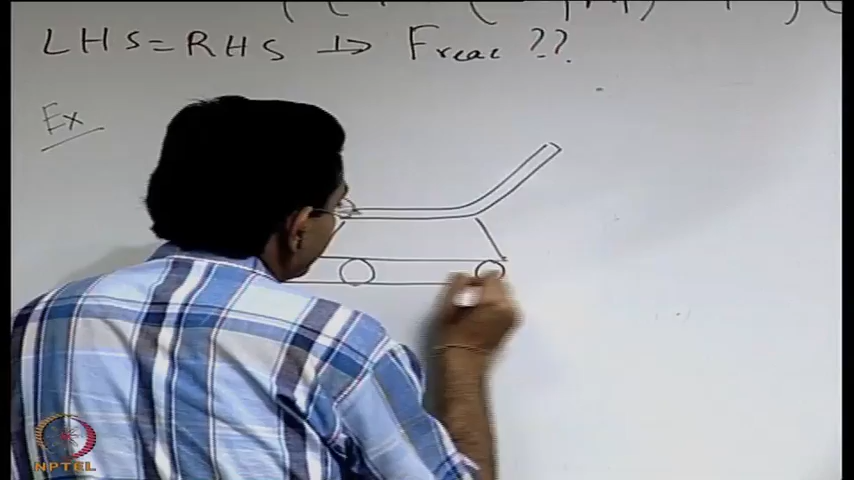 LHS = RHS → Freac ??
Ex
NPTEL